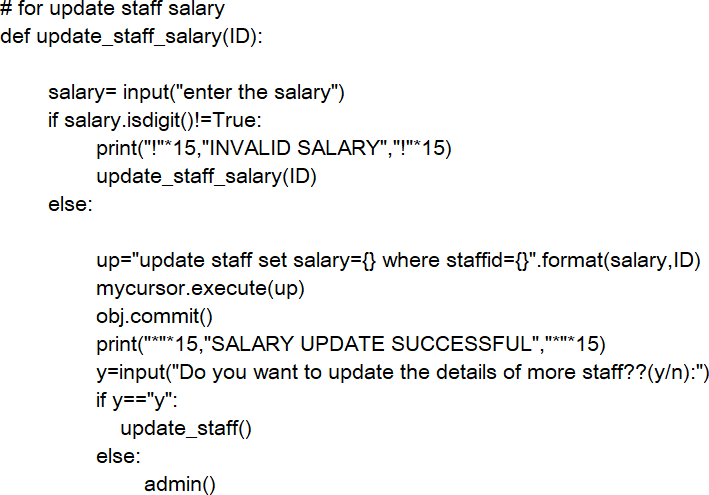 # for update staff salary
def update_staff_salary(ID):
salary= input("enter the salary")
if salary.isdigit()!=True:
print("!"*15,"INVALID SALARY","!"*15)
update_staff_salary(ID)
else:
up="update staff set salary={} where staffid={}".format(salary,ID)
mycursor.execute(up)
obj.commit()
print("*"*15,"SALARY UPDATE SUCCESSFUL","*"*15)
y=input("Do you want to update the details of more staff??(y/n):")
if y=="y":
update_staff()
else:
admin()